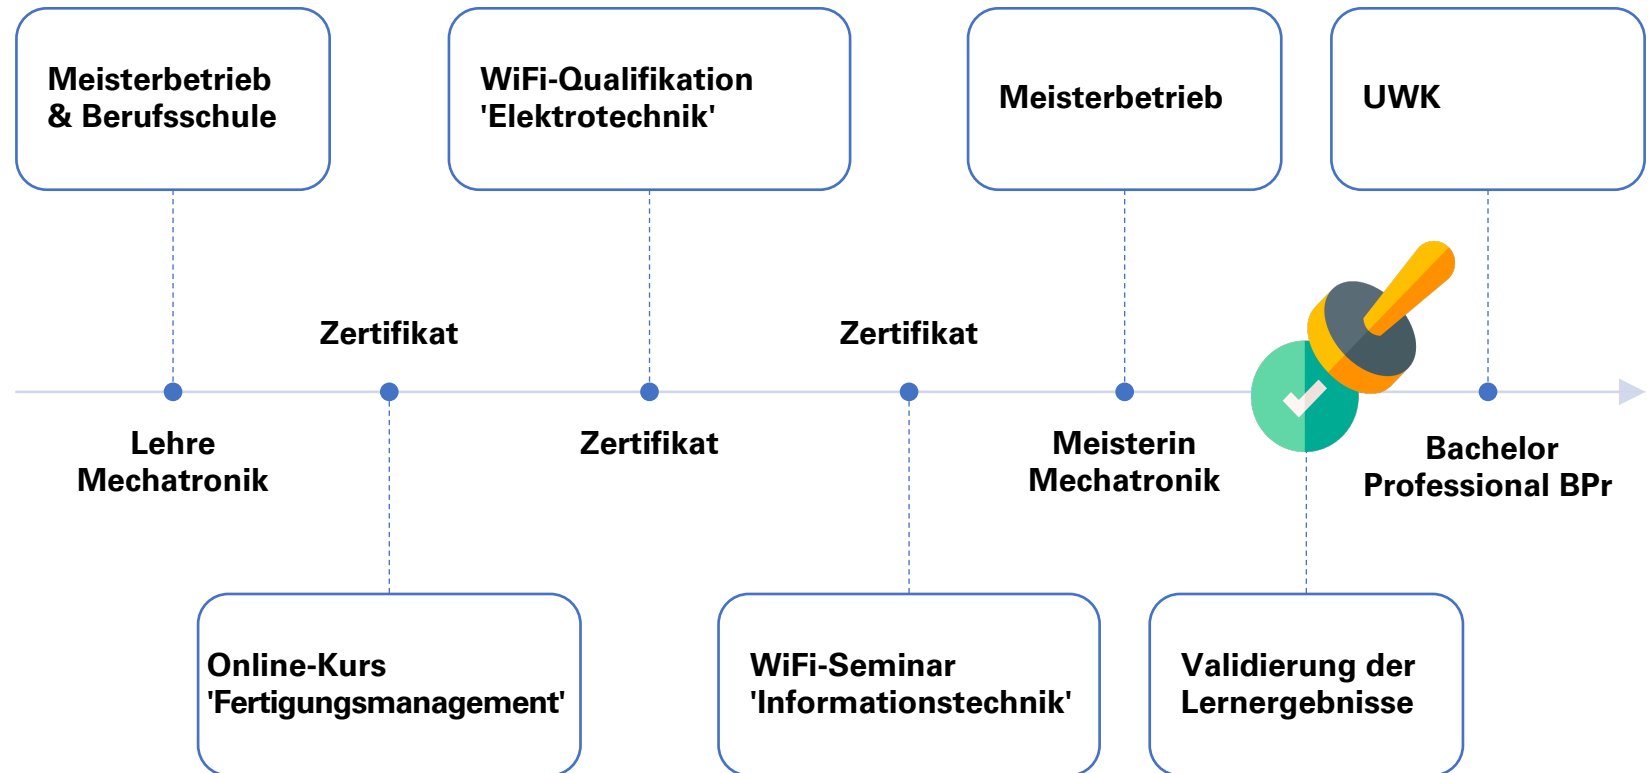 Meisterbetrieb
& Berufsschule
WiFi-Qualifikation
'Elektrotechnik'
Meisterbetrieb
UWK
Zertifikat
Zertifikat
Lehre
Mechatronik
Zertifikat
Meisterin
Mechatronik
Bachelor
Professional BPr
Online-Kurs
'Fertigungsmanagement'
WiFi-Seminar
'Informationstechnik'
Validierung der
Lernergebnisse